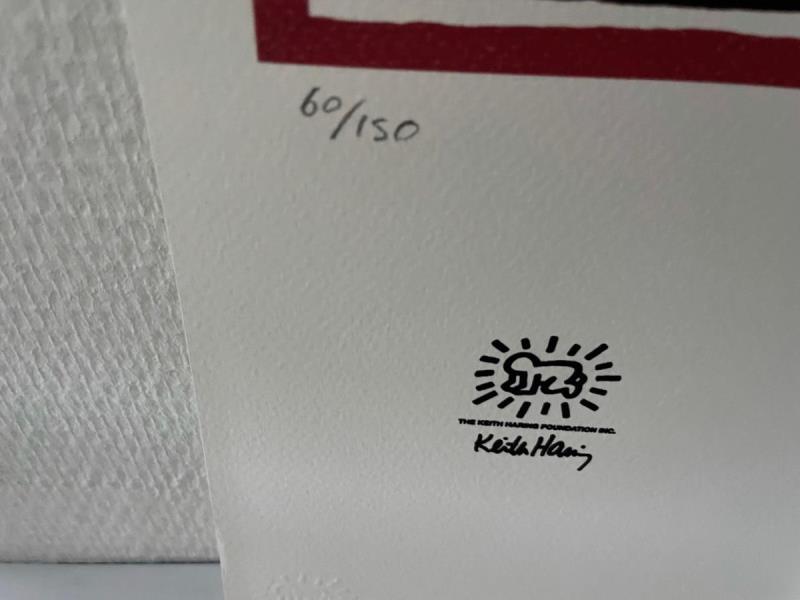 60/150
THE KEITH HARING FOUNDATION INC.
Keith Haring